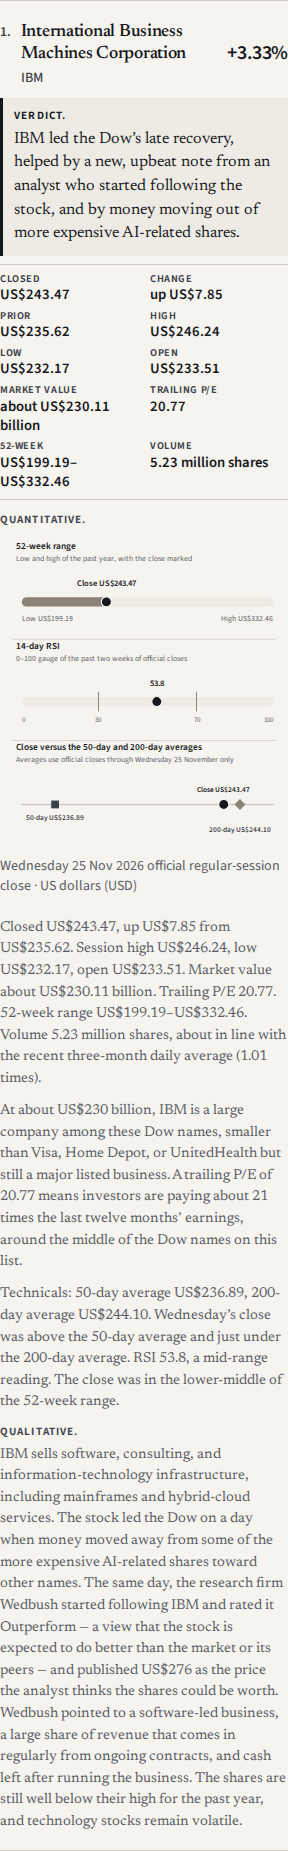 1. International Business
Machines Corporation +3.33%
IBM
VERDICT.
IBM led the Dow's late recovery,
helped by a new, upbeat note from an
analyst who started following the
stock, and by money moving out of
more expensive AI-related shares.
CLOSED CHANGE
US$243.47 up US$7.85
PRIOR HIGH
US$235.62 US$246.24
LOW OPEN
US$232.17 US$233.51
MARKET VALUE TRAILING P/E
about US$230.11 20.77
billion
52-WEEK VOLUME
US$199.19– 5.23 million shares
US$332.46
QUANTITATIVE.
52-week range
Low and high of the past year, with the close marked
Close US$243.47
Low US$199.19 High US$332.46
14-day RSI
0–100 gauge of the past two weeks of official closes
53.8
0 30 70 100
Close versus the 50-day and 200-day averages
Averages use official closes through Wednesday 25 November only
Close US$243.47
50-day US$236.89
200-day US$244.10
Wednesday 25 Nov 2026 official regular-session
close · US dollars (USD)
Closed US$243.47, up US$7.85 from
US$235.62. Session high US$246.24, low
US$232.17, open US$233.51. Market value
about US$230.11 billion. Trailing P/E 20.77.
52-week range US$199.19–US$332.46.
Volume 5.23 million shares, about in line with
the recent three-month daily average (1.01
times).
At about US$230 billion, IBM is a large
company among these Dow names, smaller
than Visa, Home Depot, or UnitedHealth but
still a major listed business. A trailing P/E of
20.77 means investors are paying about 21
times the last twelve months' earnings,
around the middle of the Dow names on this
list.
Technicals: 50-day average US$236.89, 200-
day average US$244.10. Wednesday's close
was above the 50-day average and just under
the 200-day average. RSI 53.8, a mid-range
reading. The close was in the lower-middle of
the 52-week range.
QUALITATIVE.
IBM sells software, consulting, and
information-technology infrastructure,
including mainframes and hybrid-cloud
services. The stock led the Dow on a day
when money moved away from some of the
more expensive AI-related shares toward
other names. The same day, the research firm
Wedbush started following IBM and rated it
Outperform — a view that the stock is
expected to do better than the market or its
peers — and published US$276 as the price
the analyst thinks the shares could be worth.
Wedbush pointed to a software-led business,
a large share of revenue that comes in
regularly from ongoing contracts, and cash
left after running the business. The shares are
still well below their high for the past year,
and technology stocks remain volatile.